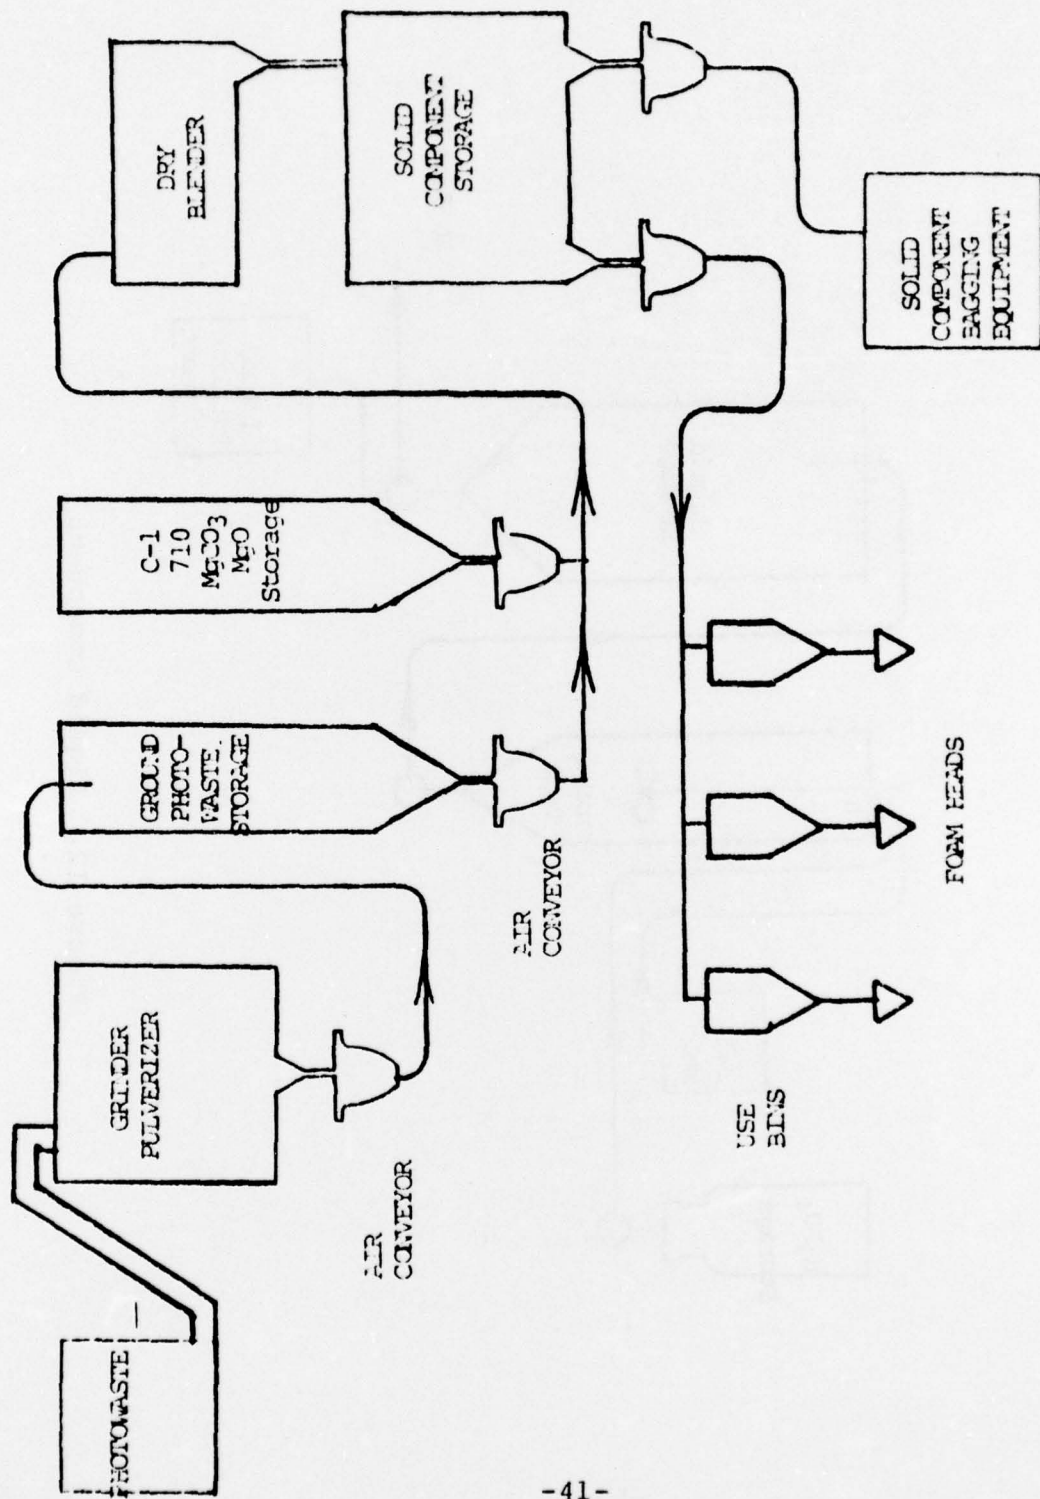 PHOTOWASTE
GRINDER
PULVERIZER
AIR
CONVEYOR
GROUND
PHOTO-
WASTE
STORAGE
AIR
CONVEYOR
C-1
710
MgCO3
MgO
Storage
DRY
BLENDER
SOLID
COMPONENT
STORAGE
SOLID
COMPONENT
BAGGING
EQUIPMENT
USE
BINS
FOAM HEADS
-41-